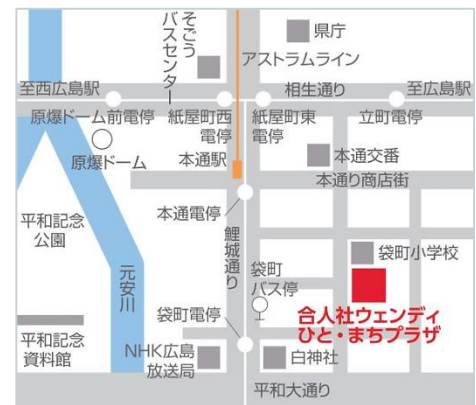 そごう
バスセンター
県庁
アストラムライン
至西広島駅
相生通り
至広島駅
原爆ドーム前電停
紙屋町西
電停
紙屋町東
電停
立町電停
原爆ドーム
本通駅
本通交番
本通り商店街
本通電停
平和記念
公園
鯉城通り
元安川
袋町
バス停
袋町小学校
袋町電停
合人社ウェンディ
ひと・まちプラザ
平和記念
資料館
NHK広島
放送局
白神社
平和大通り